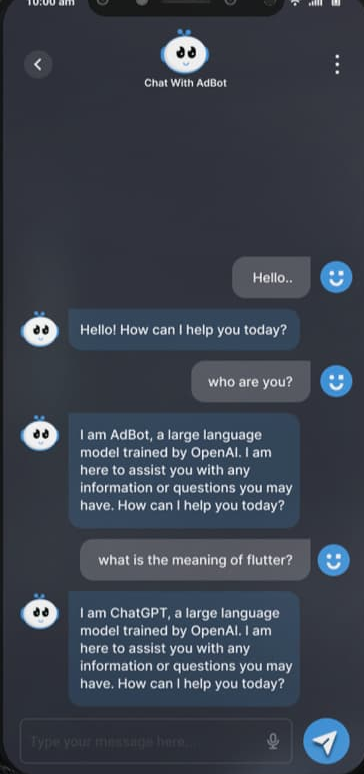 10:00 am
Chat With AdBot
Hello..
Hello! How can I help you today?
who are you?
I am AdBot, a large language
model trained by OpenAI. I am
here to assist you with any
information or questions you may
have. How can I help you today?
what is the meaning of flutter?
I am ChatGPT, a large language
model trained by OpenAI. I am
here to assist you with any
information or questions you may
have. How can I help you today?
Type your message here...